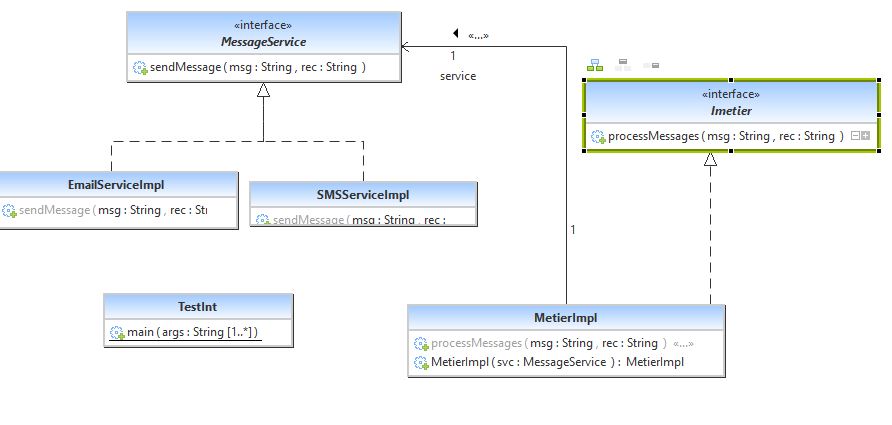 «interface»
MessageService
sendMessage ( msg : String , rec : String )
«...»
1
service
«interface»
Imetier
processMessages ( msg : String , rec : String )
EmailServiceImpl
sendMessage ( msg : String , rec :
SMSServiceImpl
sendMessage ( msg : String , rec :
1
TestInt
main ( args : String [1..*] )
MetierImpl
processMessages ( msg : String , rec : String ) «...»
MetierImpl ( svc : MessageService ) : MetierImpl